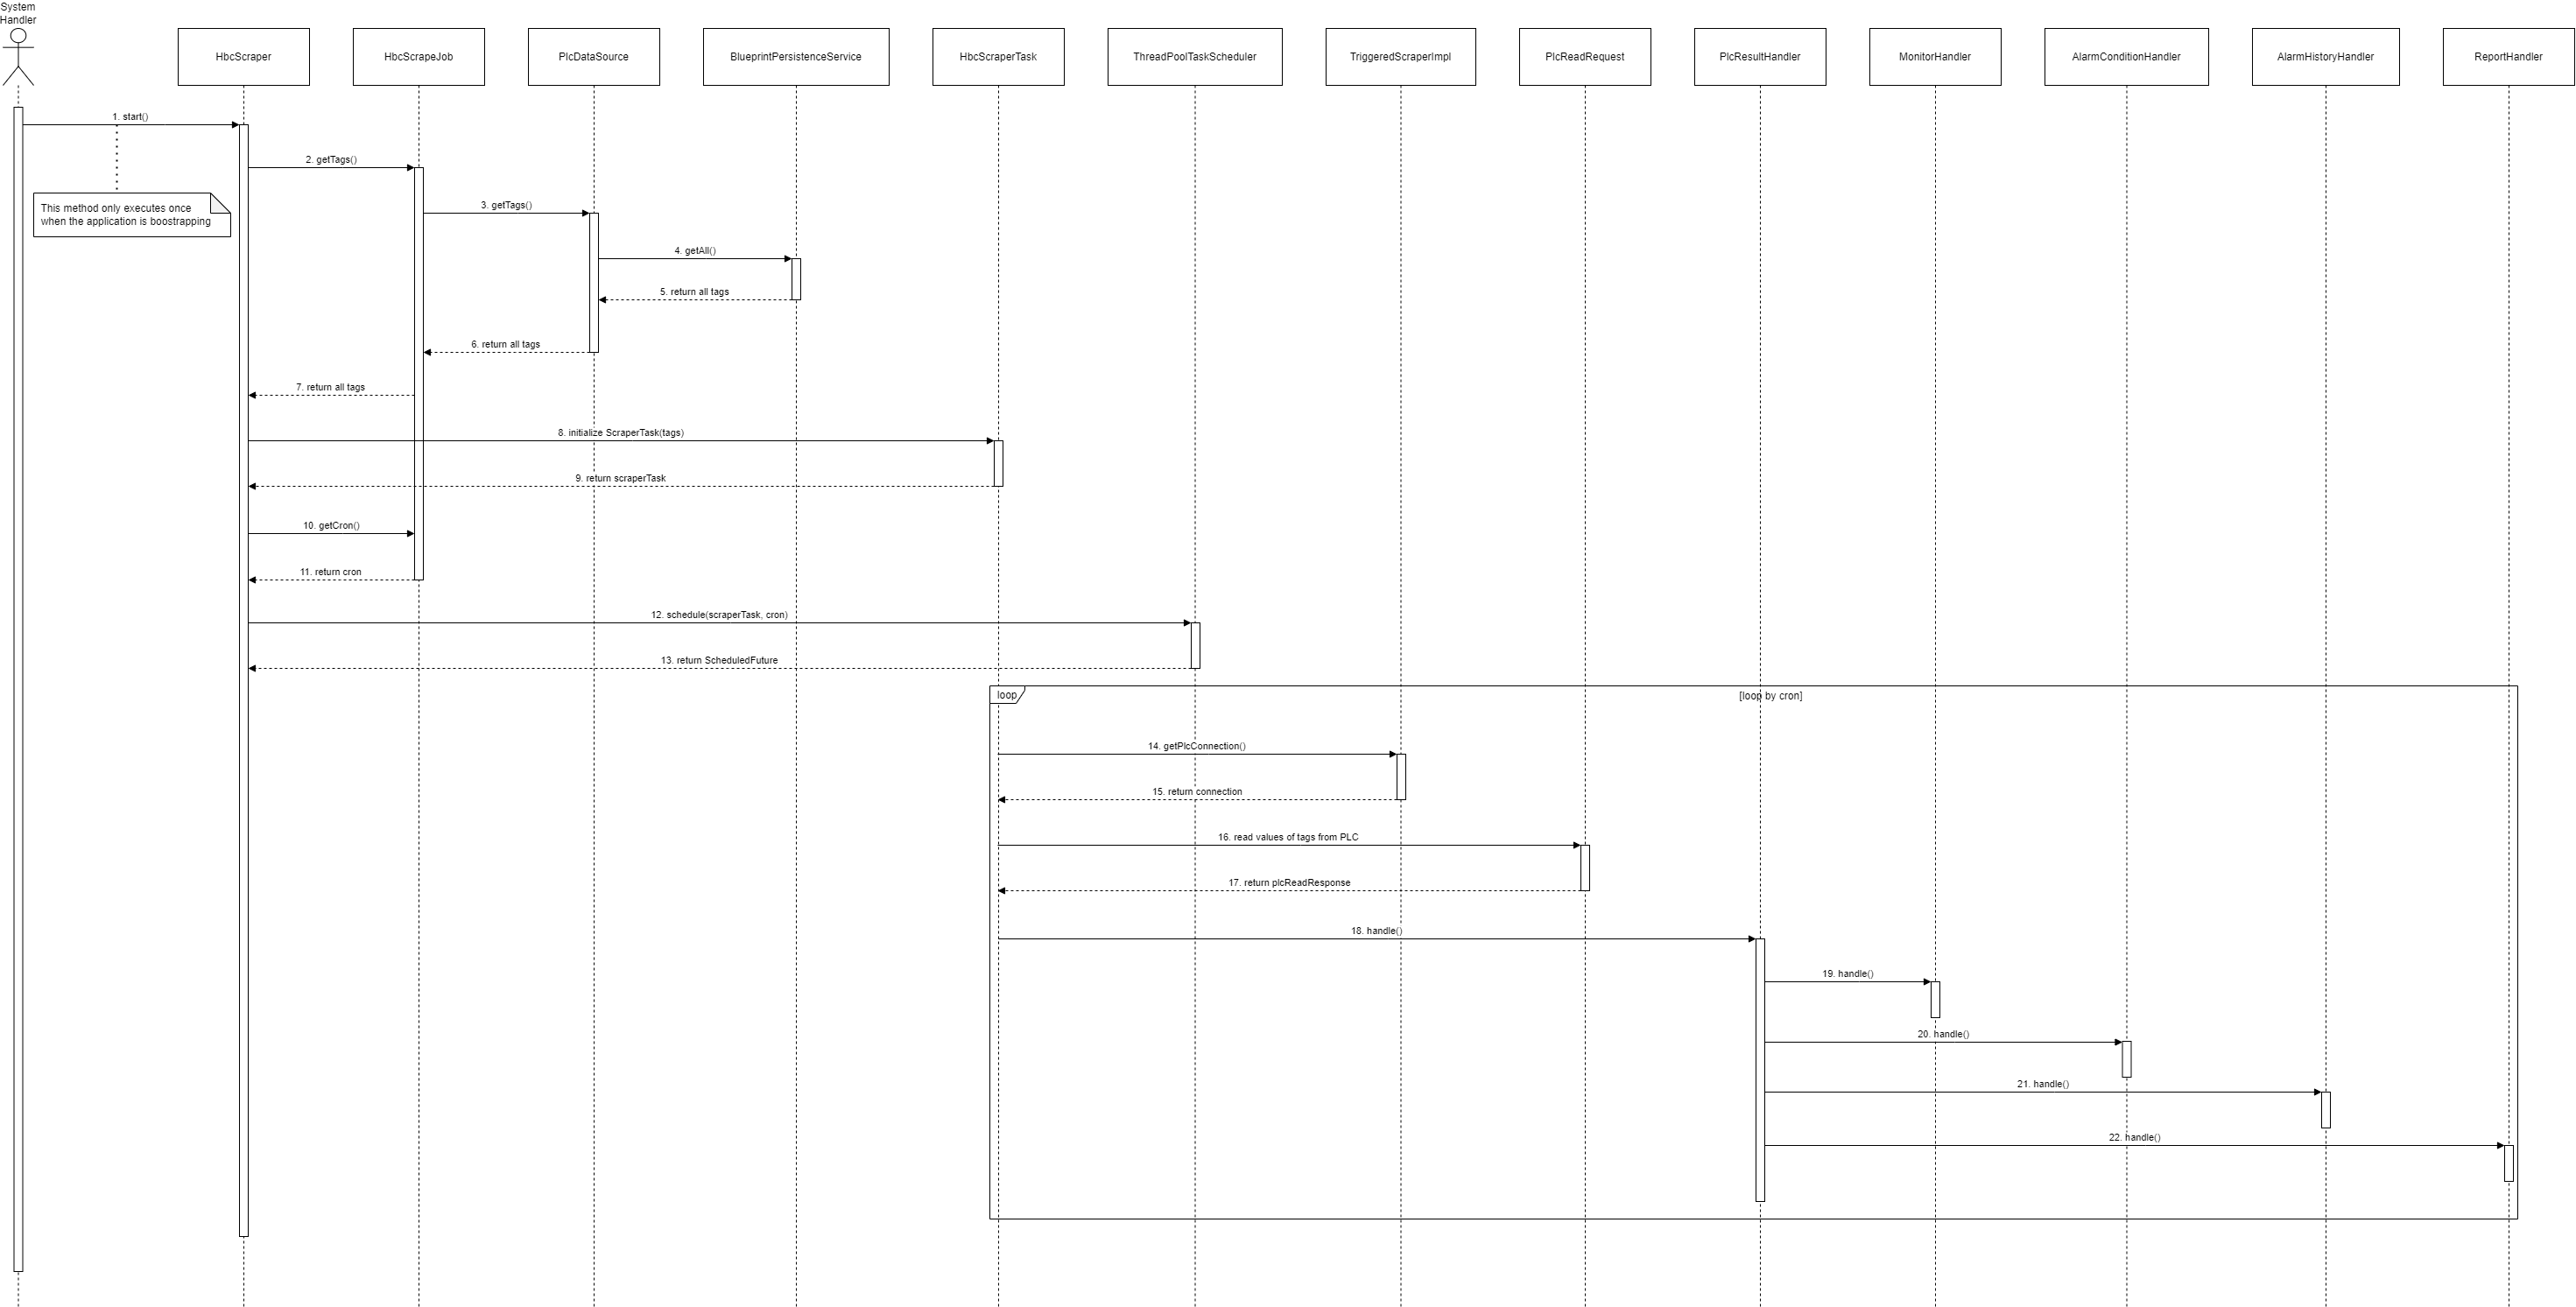 System
Handler
HbcScraper
HbcScrapeJob
PlcDataSource
BlueprintPersistenceService
HbcScraperTask
ThreadPoolTaskScheduler
TriggeredScraperImpl
PlcReadRequest
PlcResultHandler
MonitorHandler
AlarmConditionHandler
AlarmHistoryHandler
ReportHandler
1. start()
2. getTags()
This method only executes once
when the application is boostrapping
3. getTags()
4. getAll()
5. return all tags
6. return all tags
7. return all tags
8. initialize ScraperTask(tags)
9. return scraperTask
10. getCron()
11. return cron
12. schedule(scraperTask, cron)
13. return ScheduledFuture
loop
[loop by cron]
14. getPlcConnection()
15. return connection
16. read values of tags from PLC
17. return plcReadResponse
18. handle()
19. handle()
20. handle()
21. handle()
22. handle()